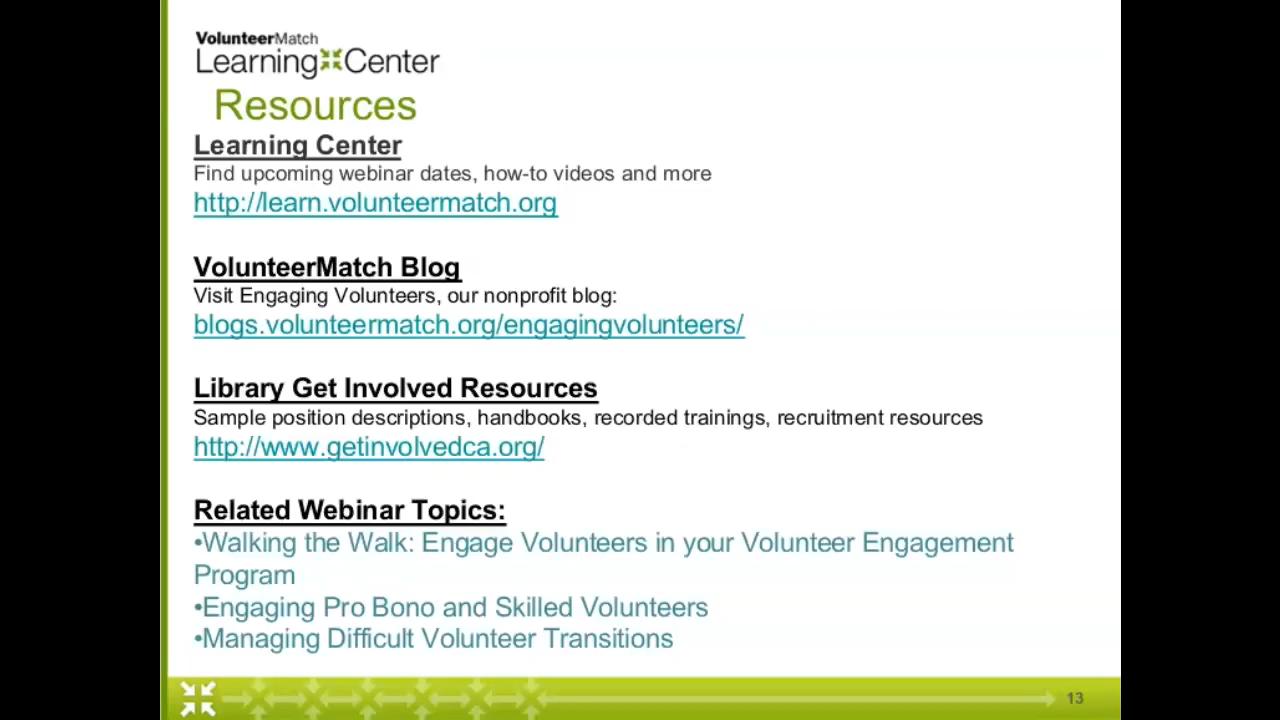 VolunteerMatch
Learning Center
Resources
Learning Center
Find upcoming webinar dates, how-to videos and more
http://learn.volunteermatch.org
VolunteerMatch Blog
Visit Engaging Volunteers, our nonprofit blog:
blogs.volunteermatch.org/engagingvolunteers/
Library Get Involved Resources
Sample position descriptions, handbooks, recorded trainings, recruitment resources
http://www.getinvolvedca.org/
Related Webinar Topics:
•Walking the Walk: Engage Volunteers in your Volunteer Engagement
Program
•Engaging Pro Bono and Skilled Volunteers
•Managing Difficult Volunteer Transitions
13